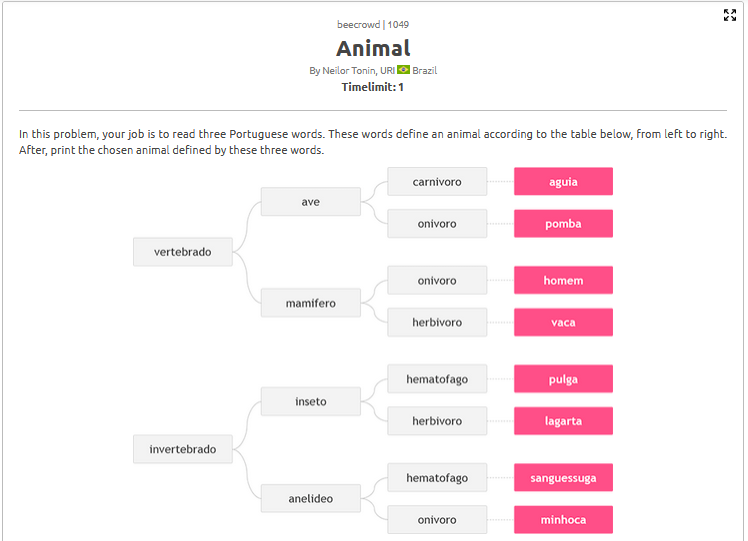 beecrowd | 1049
Animal
By Neilor Tonin, URI Brazil
Timelimit: 1
In this problem, your job is to read three Portuguese words. These words define an animal according to the table below, from left to right.
After, print the chosen animal defined by these three words.
vertebrado
ave
carnivoro
aguia
onivoro
pomba
mamifero
onivoro
homem
herbivoro
vaca
invertebrado
inseto
hematofago
pulga
herbivoro
lagarta
anelideo
hematofago
sanguessuga
onivoro
minhoca